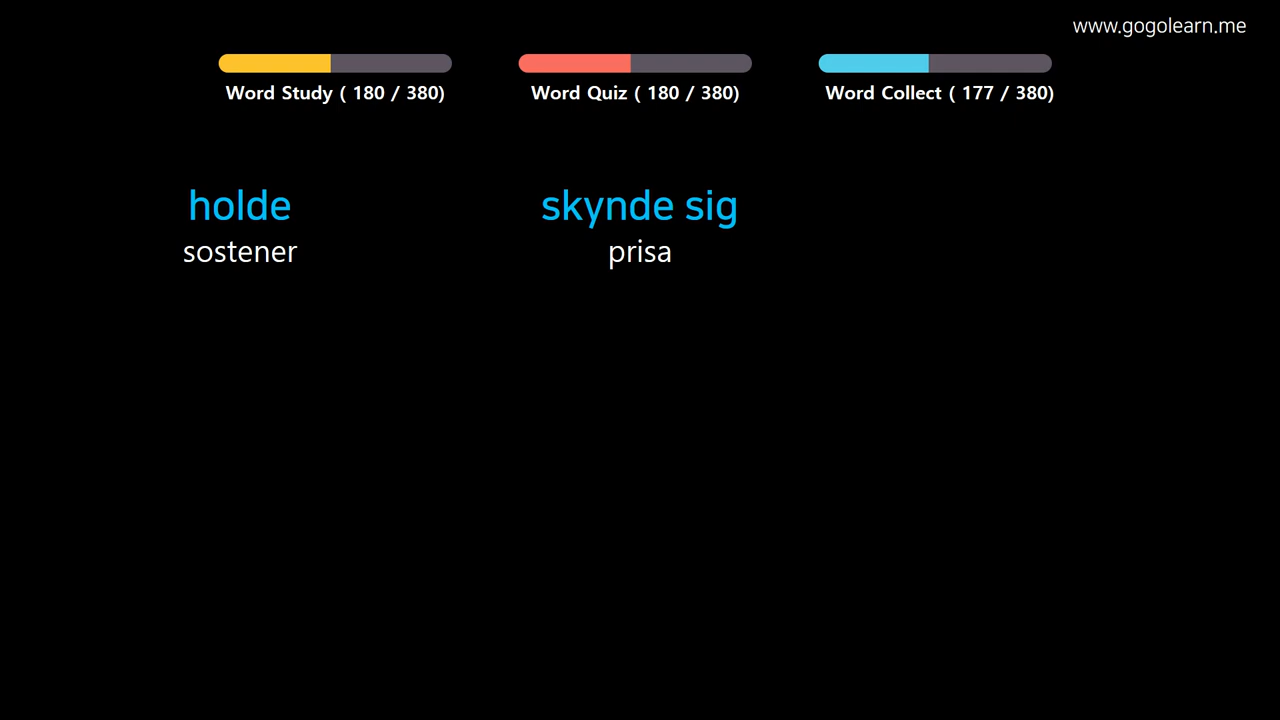 www.gogolearn.me
Word Study ( 180 / 380)
Word Quiz ( 180 / 380)
Word Collect ( 177 / 380)
holde
sostener
skynde sig
prisa